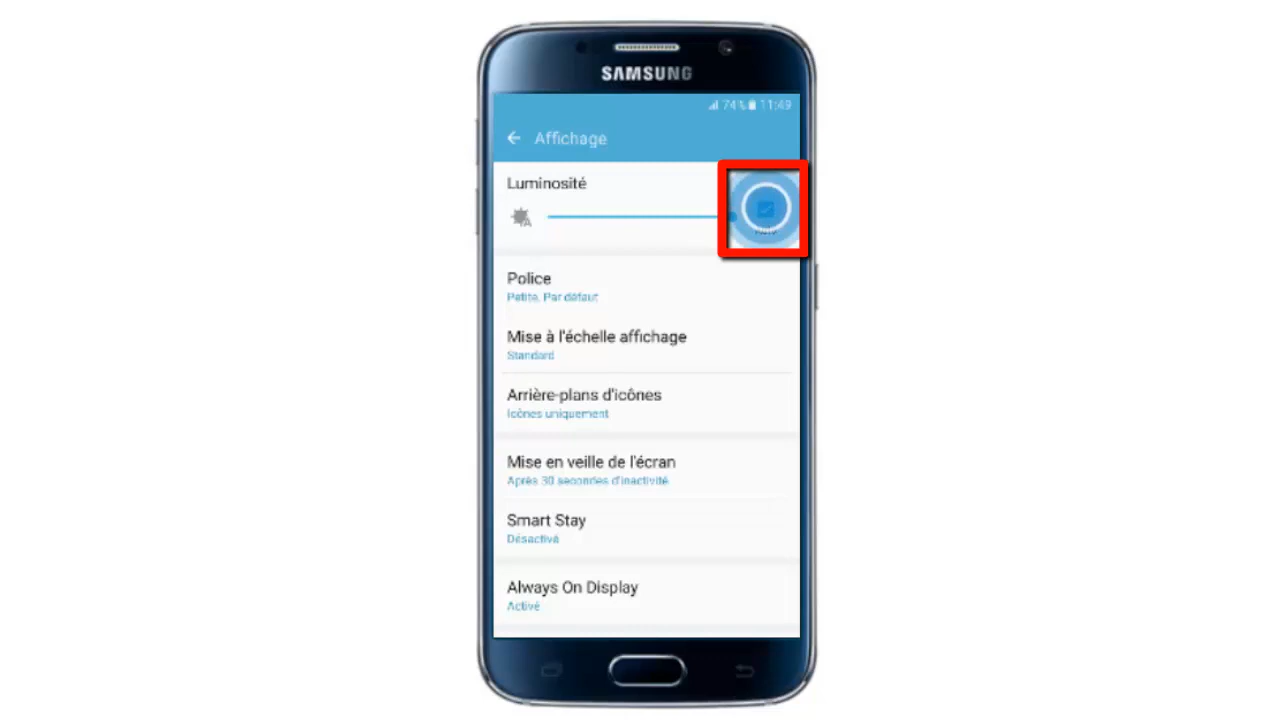 SAMSUNG
74% 11:49
Affichage
Luminosité
Police
Petite, Par défaut
Mise à l'échelle affichage
Standard
Arrière-plans d'icônes
Icônes uniquement
Mise en veille de l'écran
Après 30 secondes d'inactivité
Smart Stay
Désactivé
Always On Display
Activé